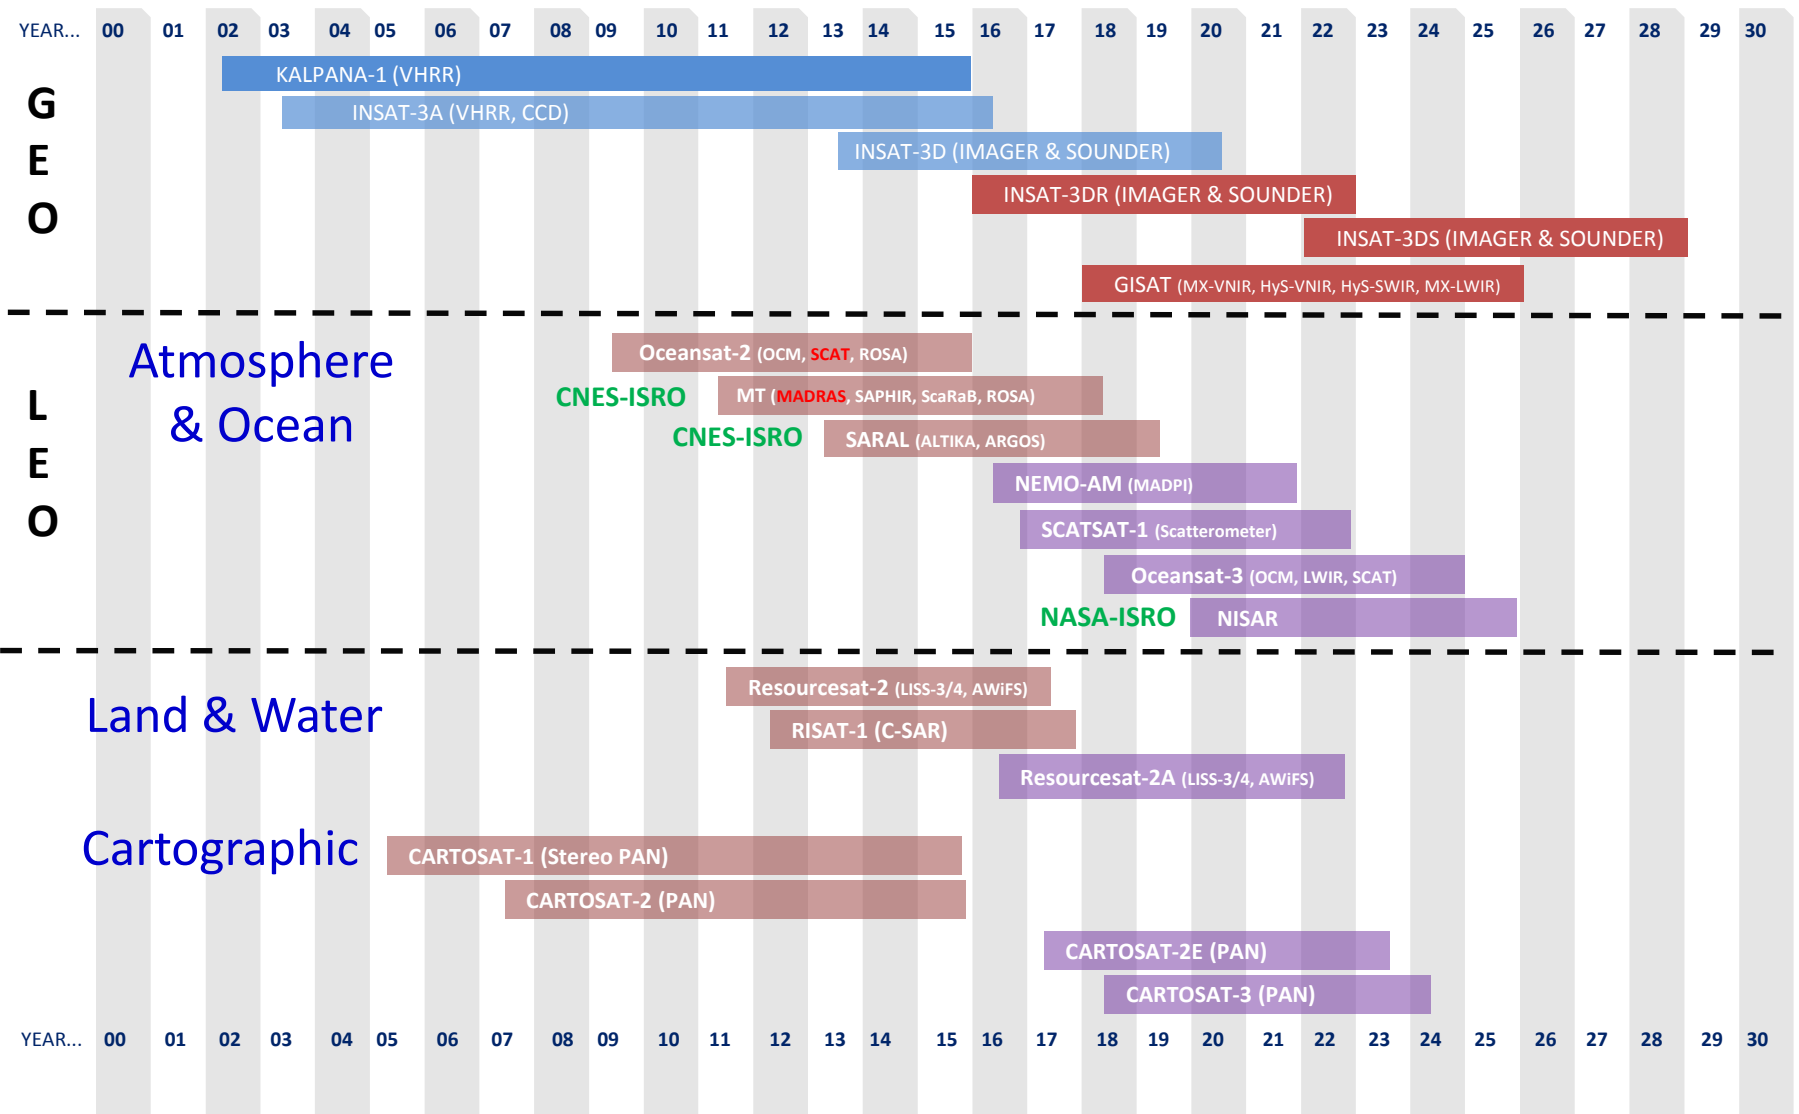 YEAR... 00 01 02 03 04 05 06 07 08 09 10 11 12 13 14 15 16 17 18 19 20 21 22 23 24 25 26 27 28 29 30
G
E
O
KALPANA-1 (VHRR)
INSAT-3A (VHRR, CCD)
INSAT-3D (IMAGER & SOUNDER)
INSAT-3DR (IMAGER & SOUNDER)
INSAT-3DS (IMAGER & SOUNDER)
GISAT (MX-VNIR, HyS-VNIR, HyS-SWIR, MX-LWIR)
L
E
O
Atmosphere
& Ocean
Oceansat-2 (OCM, SCAT, ROSA)
CNES-ISRO MT (MADRAS, SAPHIR, ScaRaB, ROSA)
CNES-ISRO SARAL (ALTIKA, ARGOS)
NEMO-AM (MADPI)
SCATSAT-1 (Scatterometer)
Oceansat-3 (OCM, LWIR, SCAT)
NASA-ISRO NISAR
Land & Water
Resourcesat-2 (LISS-3/4, AWiFS)
RISAT-1 (C-SAR)
Resourcesat-2A (LISS-3/4, AWiFS)
Cartographic
CARTOSAT-1 (Stereo PAN)
CARTOSAT-2 (PAN)
CARTOSAT-2E (PAN)
CARTOSAT-3 (PAN)
YEAR... 00 01 02 03 04 05 06 07 08 09 10 11 12 13 14 15 16 17 18 19 20 21 22 23 24 25 26 27 28 29 30